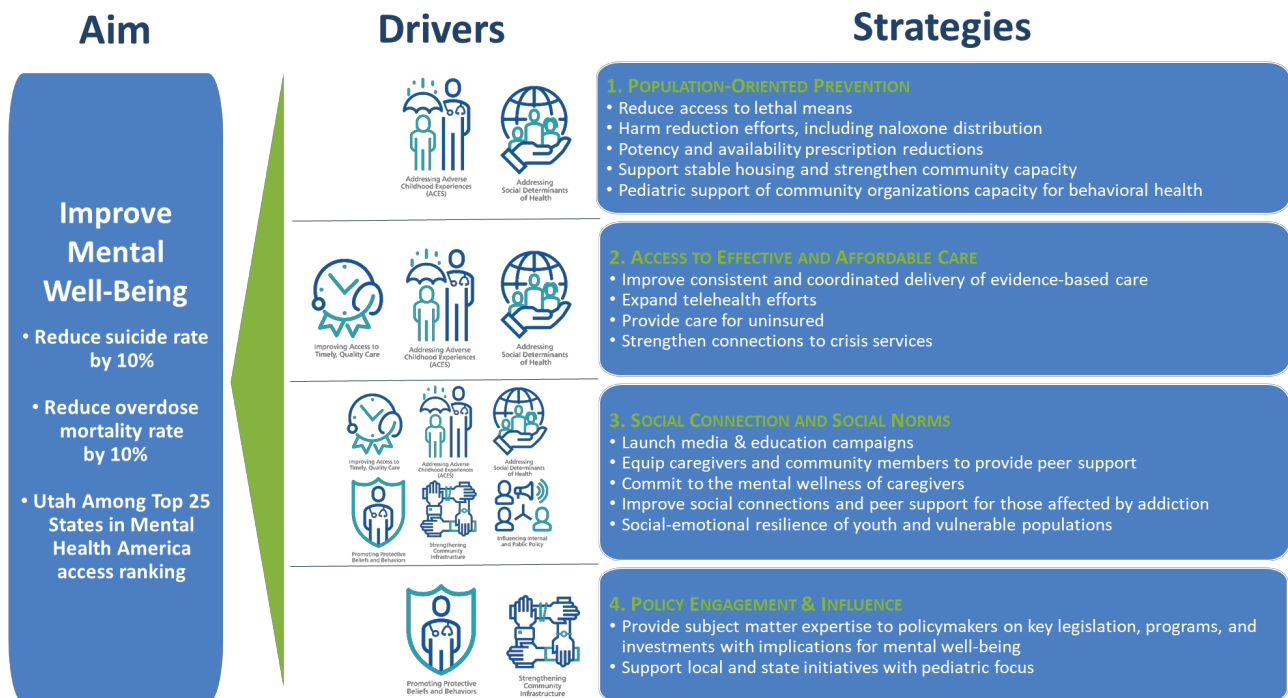 Aim
Drivers
Strategies
Improve
Mental
Well-Being
• Reduce suicide rate
by 10%
• Reduce overdose
mortality rate
by 10%
• Utah Among Top 25
States in Mental
Health America
access ranking
Addressing Adverse
Childhood Experiences
(ACES)
Addressing
Social Determinants
of Health
1. POPULATION-ORIENTED PREVENTION
• Reduce access to lethal means
• Harm reduction efforts, including naloxone distribution
• Potency and availability prescription reductions
• Support stable housing and strengthen community capacity
• Pediatric support of community organizations capacity for behavioral health
Improving Access to
Timely, Quality Care
Addressing Adverse
Childhood Experiences
(ACES)
Addressing
Social Determinants
of Health
2. ACCESS TO EFFECTIVE AND AFFORDABLE CARE
• Improve consistent and coordinated delivery of evidence-based care
• Expand telehealth efforts
• Provide care for uninsured
• Strengthen connections to crisis services
Improving Access to
Timely, Quality Care
Addressing Adverse
Childhood Experiences
(ACES)
Addressing
Social Determinants
of Health
Promoting Protective
Beliefs and Behaviors
Strengthening
Community
Infrastructure
Influencing Internal
and Public Policy
3. SOCIAL CONNECTION AND SOCIAL NORMS
• Launch media & education campaigns
• Equip caregivers and community members to provide peer support
• Commit to the mental wellness of caregivers
• Improve social connections and peer support for those affected by addiction
• Social-emotional resilience of youth and vulnerable populations
Promoting Protective
Beliefs and Behaviors
Strengthening
Community
Infrastructure
4. POLICY ENGAGEMENT & INFLUENCE
• Provide subject matter expertise to policymakers on key legislation, programs, and
investments with implications for mental well-being
• Support local and state initiatives with pediatric focus